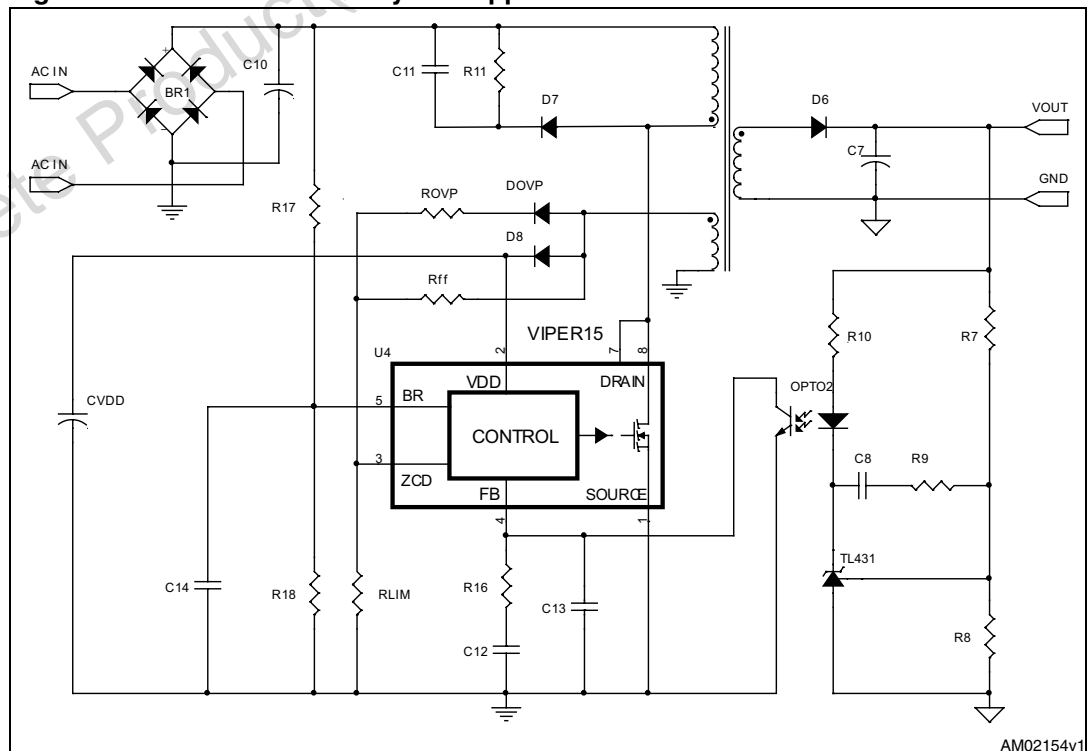 AC IN
BR1
C10
C11
R11
D7
D6
VOUT
C7
AC IN
GND
R17
ROVP
DOVP
D8
Rff
VIPER15
R10
R7
U4
2
7
8
VDD
DRAIN
OPTO2
CVDD
5
BR
CONTROL
3
ZCD
C8
R9
FB
SOURCE
4
1
TL431
C14
R18
RLIM
R16
C13
R8
C12
AM02154v1